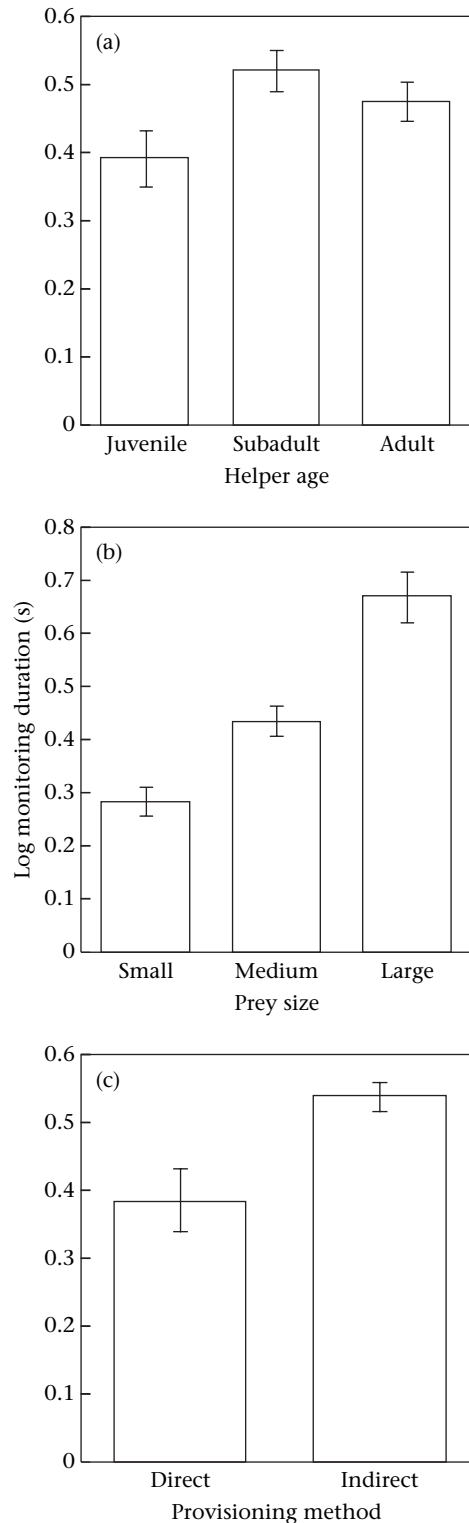 0.6
(a)
0.5
0.4
0.3
0.2
0.1
0
Juvenile Subadult Adult
Helper age
Log monitoring duration (s)
0.8
(b)
0.7
0.6
0.5
0.4
0.3
0.2
0.1
0
Small Medium Large
Prey size
0.6
(c)
0.5
0.4
0.3
0.2
0.1
0
Direct Indirect
Provisioning method